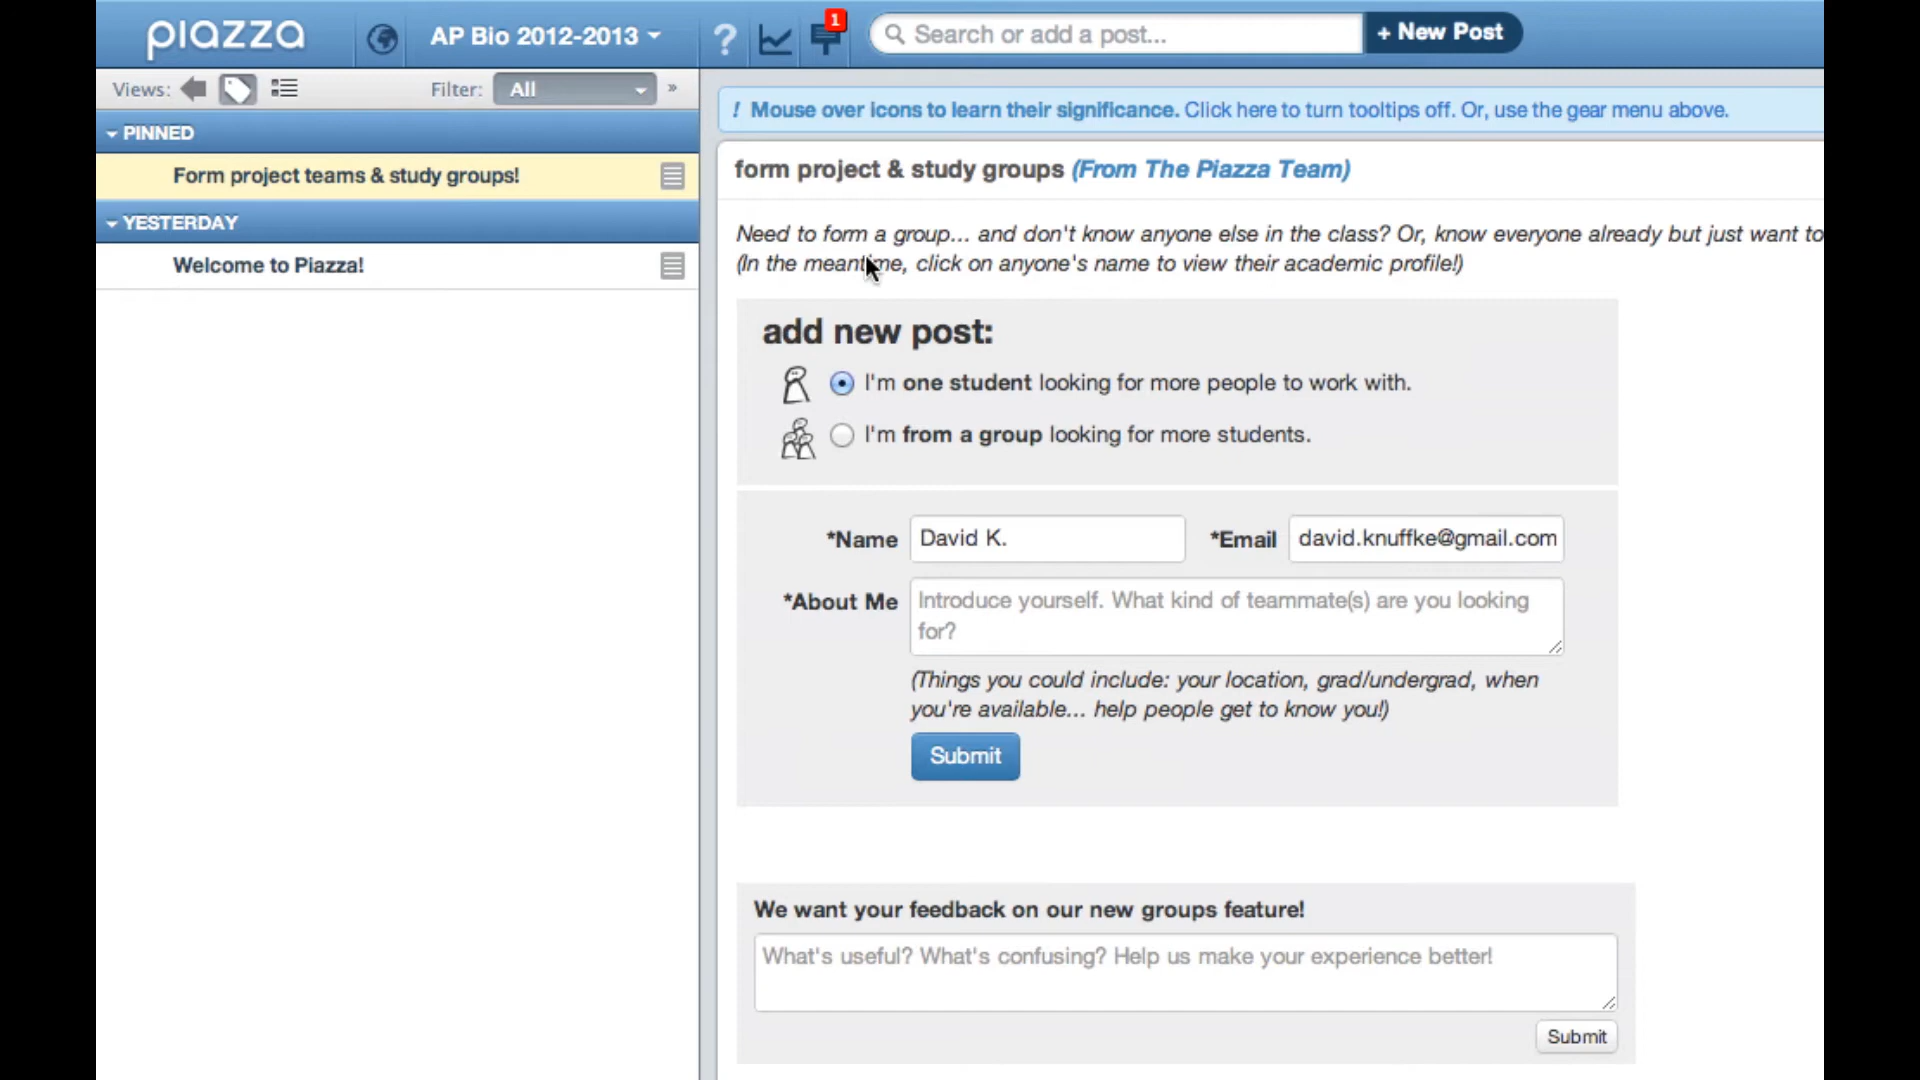 piazza
AP Bio 2012-2013
?
1
Search or add a post...
+ New Post
Views:
Filter:
All
»
PINNED
Form project teams & study groups!
YESTERDAY
Welcome to Piazza!
! Mouse over icons to learn their significance. Click here to turn tooltips off. Or, use the gear menu above.
form project & study groups (From The Piazza Team)
Need to form a group... and don't know anyone else in the class? Or, know everyone already but just want to
(In the meantime, click on anyone's name to view their academic profile!)
add new post:
I'm one student looking for more people to work with.
I'm from a group looking for more students.
*Name
David K.
*Email
david.knuffke@gmail.com
*About Me
Introduce yourself. What kind of teammate(s) are you looking
for?
(Things you could include: your location, grad/undergrad, when
you're available... help people get to know you!)
Submit
We want your feedback on our new groups feature!
What's useful? What's confusing? Help us make your experience better!
Submit